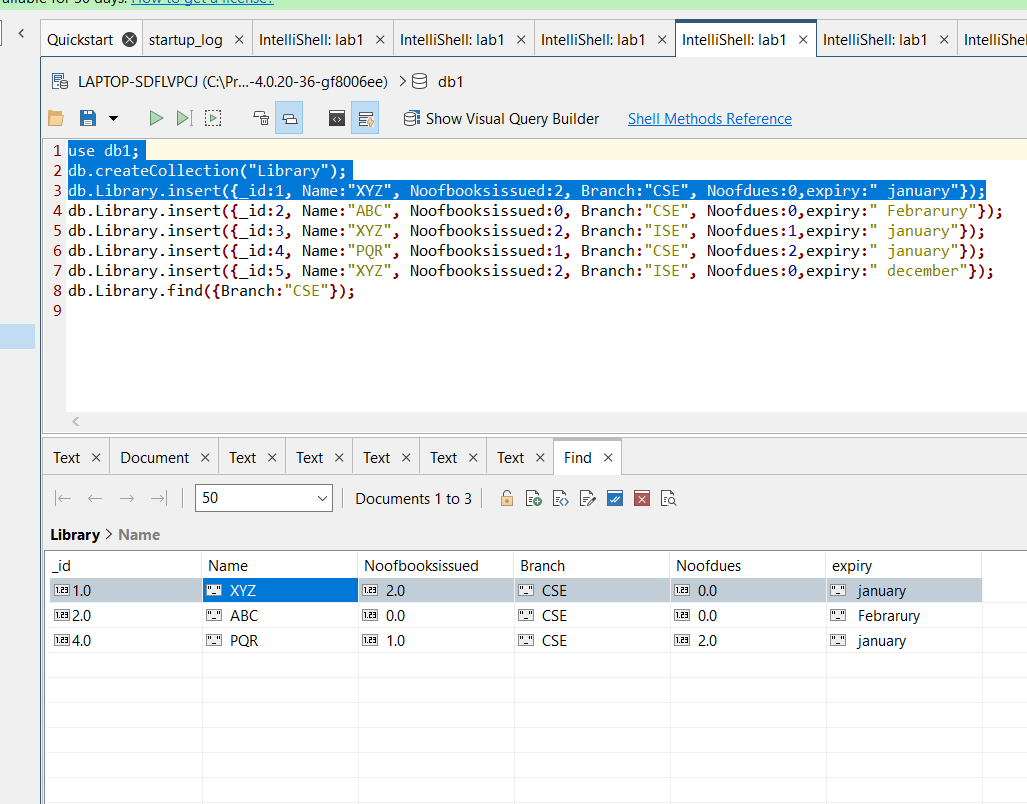 How to get a license?
Quickstart startup_log IntelliShell: lab1 IntelliShell: lab1 IntelliShell: lab1 IntelliShell: lab1 IntelliShell: lab1
LAPTOP-SDFLVPCJ (C:\Pr...-4.0.20-36-gf8006ee) > db1
Show Visual Query Builder Shell Methods Reference
1 use db1;
2 db.createCollection("Library");
3 db.Library.insert({_id:1, Name:"XYZ", Noofbooksissued:2, Branch:"CSE", Noofdues:0,expiry:" january"});
4 db.Library.insert({_id:2, Name:"ABC", Noofbooksissued:0, Branch:"CSE", Noofdues:0,expiry:" Febrarury"});
5 db.Library.insert({_id:3, Name:"XYZ", Noofbooksissued:2, Branch:"ISE", Noofdues:1,expiry:" january"});
6 db.Library.insert({_id:4, Name:"PQR", Noofbooksissued:1, Branch:"CSE", Noofdues:2,expiry:" january"});
7 db.Library.insert({_id:5, Name:"XYZ", Noofbooksissued:2, Branch:"ISE", Noofdues:0,expiry:" december"});
8 db.Library.find({Branch:"CSE"});
9
Text Document Text Text Text Text Text Find
50 Documents 1 to 3
Library > Name
_id Name Noofbooksissued Branch Noofdues expiry
1.0 XYZ 2.0 CSE 0.0 january
2.0 ABC 0.0 CSE 0.0 Febrarury
4.0 PQR 1.0 CSE 2.0 january